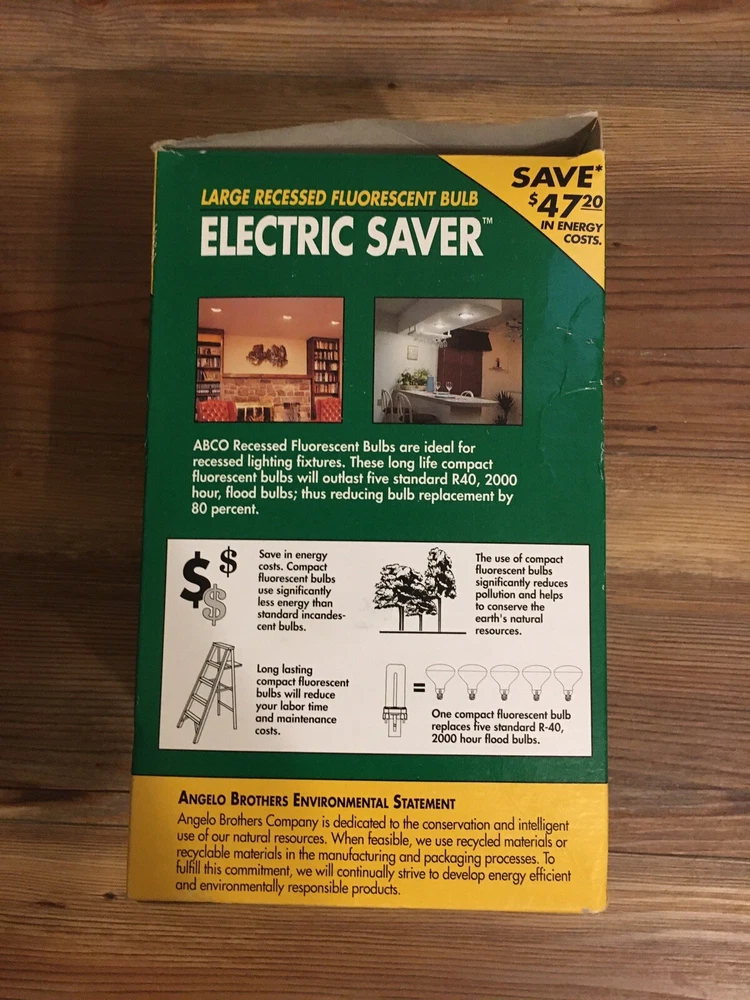 SAVE*
$47 20
IN ENERGY
COSTS.
LARGE RECESSED FLUORESCENT BULB
ELECTRIC SAVER™
ABCO Recessed Fluorescent Bulbs are ideal for
recessed lighting fixtures. These long life compact
fluorescent bulbs will outlast five standard R40, 2000
hour, flood bulbs; thus reducing bulb replacement by
80 percent.
$ $ $
Save in energy
costs. Compact
fluorescent bulbs
use significantly
less energy than
standard incandes-
cent bulbs.
The use of compact
fluorescent bulbs
significantly reduces
pollution and helps
to conserve the
earth's natural
resources.
Long lasting
compact fluorescent
bulbs will reduce
your labor time
and maintenance
costs.
=
One compact fluorescent bulb
replaces five standard R-40,
2000 hour flood bulbs.
ANGELO BROTHERS ENVIRONMENTAL STATEMENT
Angelo Brothers Company is dedicated to the conservation and intelligent
use of our natural resources. When feasible, we use recycled materials or
recyclable materials in the manufacturing and packaging processes. To
fulfill this commitment, we will continually strive to develop energy efficient
and environmentally responsible products.